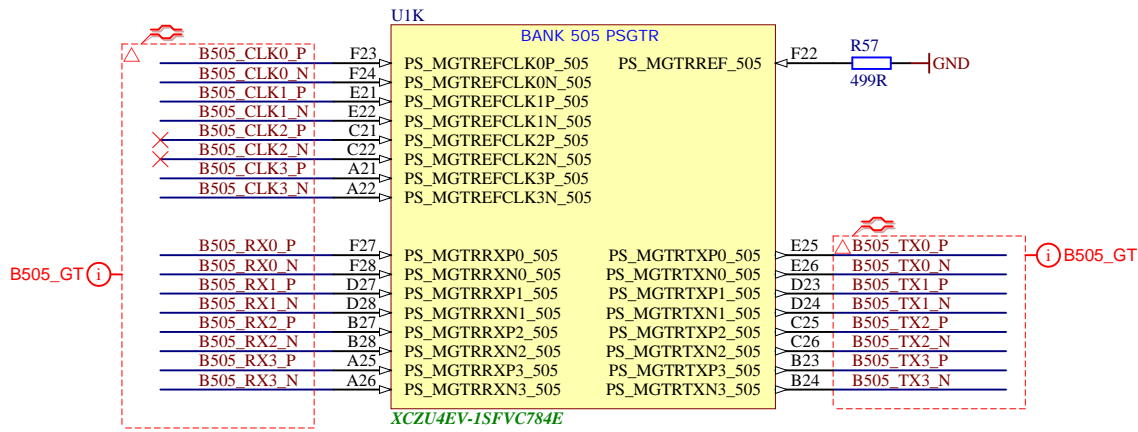 U1K
BANK 505 PSGTR
B505_CLK0_P F23 PS_MGTREFCLK0P_505 PS_MGTRREF_505 F22 R57 499R GND
B505_CLK0_N F24 PS_MGTREFCLK0N_505
B505_CLK1_P E21 PS_MGTREFCLK1P_505
B505_CLK1_N E22 PS_MGTREFCLK1N_505
B505_CLK2_P C21 PS_MGTREFCLK2P_505
B505_CLK2_N C22 PS_MGTREFCLK2N_505
B505_CLK3_P A21 PS_MGTREFCLK3P_505
B505_CLK3_N A22 PS_MGTREFCLK3N_505
B505_RX0_P F27 PS_MGTRRXP0_505 PS_MGTRTXP0_505 E25 B505_TX0_P
B505_GT i B505_RX0_N F28 PS_MGTRRXN0_505 PS_MGTRTXN0_505 E26 B505_TX0_N i B505_GT
B505_RX1_P D27 PS_MGTRRXP1_505 PS_MGTRTXP1_505 D23 B505_TX1_P
B505_RX1_N D28 PS_MGTRRXN1_505 PS_MGTRTXN1_505 D24 B505_TX1_N
B505_RX2_P B27 PS_MGTRRXP2_505 PS_MGTRTXP2_505 C25 B505_TX2_P
B505_RX2_N B28 PS_MGTRRXN2_505 PS_MGTRTXN2_505 C26 B505_TX2_N
B505_RX3_P A25 PS_MGTRRXP3_505 PS_MGTRTXP3_505 B23 B505_TX3_P
B505_RX3_N A26 PS_MGTRRXN3_505 PS_MGTRTXN3_505 B24 B505_TX3_N
XCZU4EV-1SFVC784E